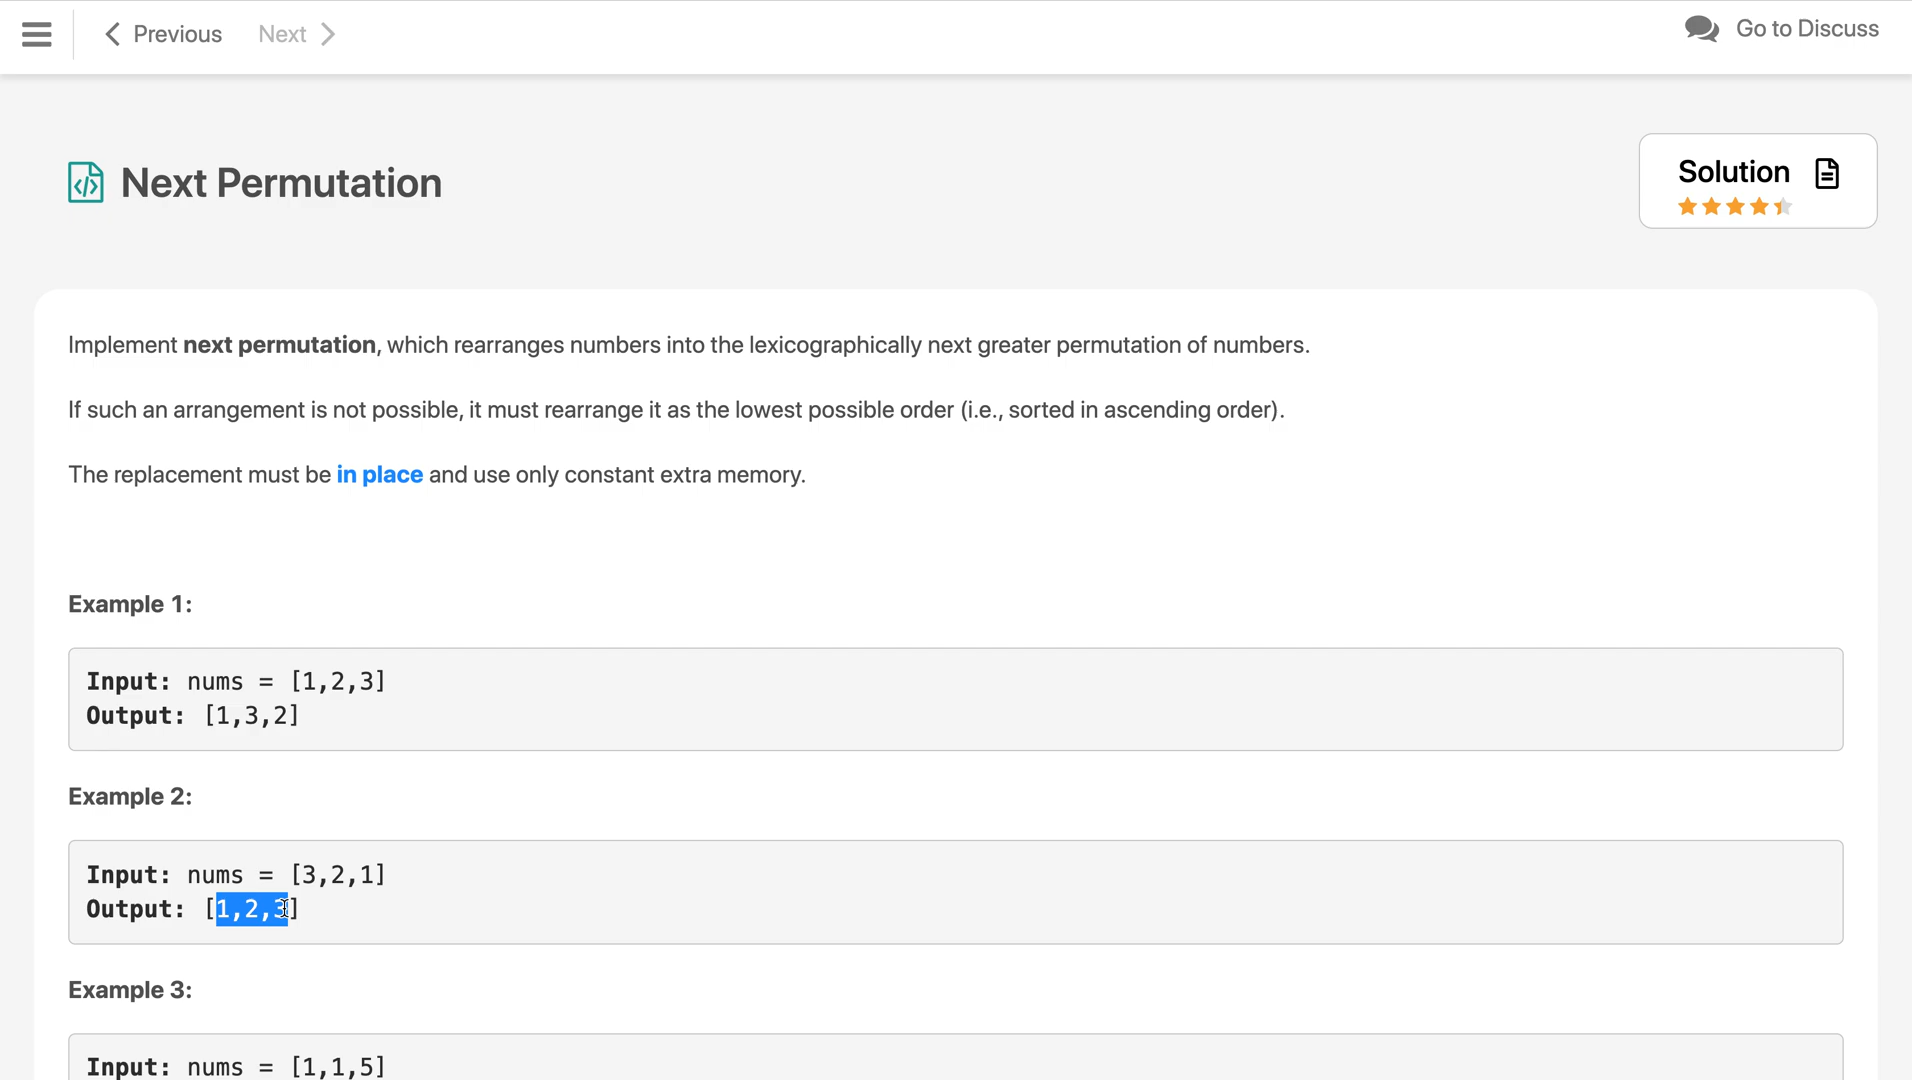 Previous Next Go to Discuss
Next Permutation
Solution
Implement next permutation, which rearranges numbers into the lexicographically next greater permutation of numbers.
If such an arrangement is not possible, it must rearrange it as the lowest possible order (i.e., sorted in ascending order).
The replacement must be in place and use only constant extra memory.
Example 1:
Input: nums = [1,2,3]
Output: [1,3,2]
Example 2:
Input: nums = [3,2,1]
Output: [1,2,3]
Example 3:
Input: nums = [1,1,5]